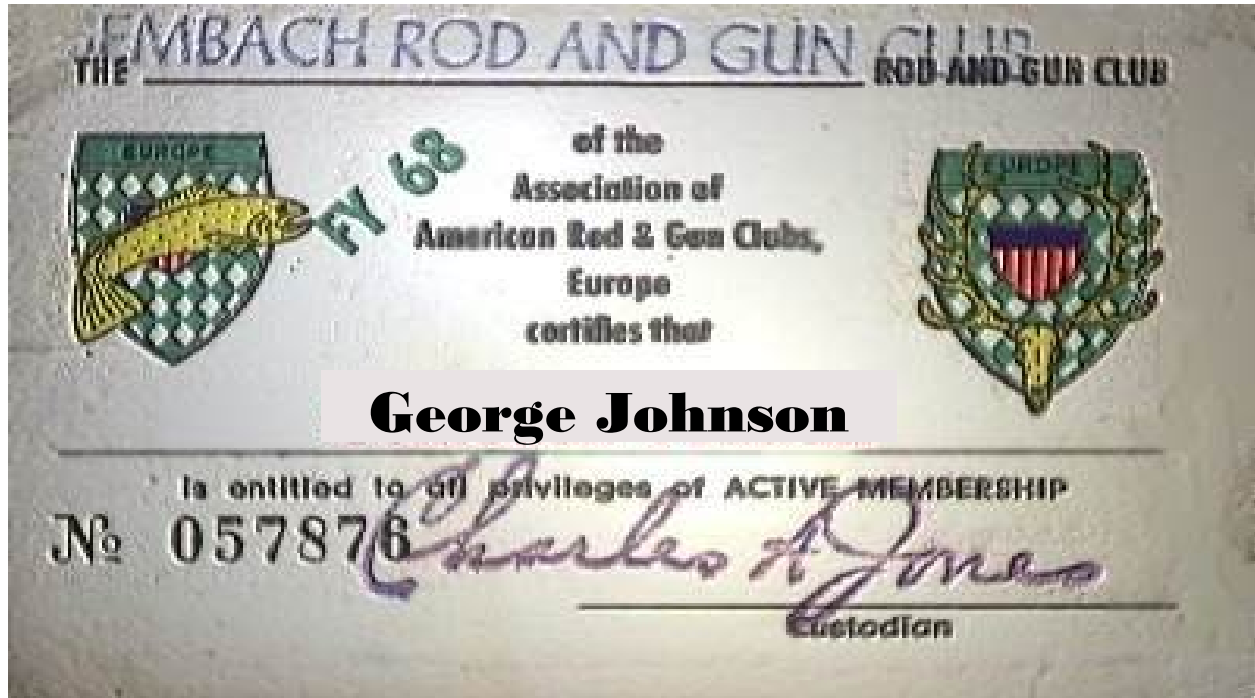 THE SEMBACH ROD AND GUN CLUB ROD AND GUN CLUB
EUROPE
FY 68
of the
Association of
American Rod & Gun Clubs,
Europe
certifies that
EUROPE
George Johnson
is entitled to all privileges of ACTIVE MEMBERSHIP
№ 057876
Charles A Jones
Custodian